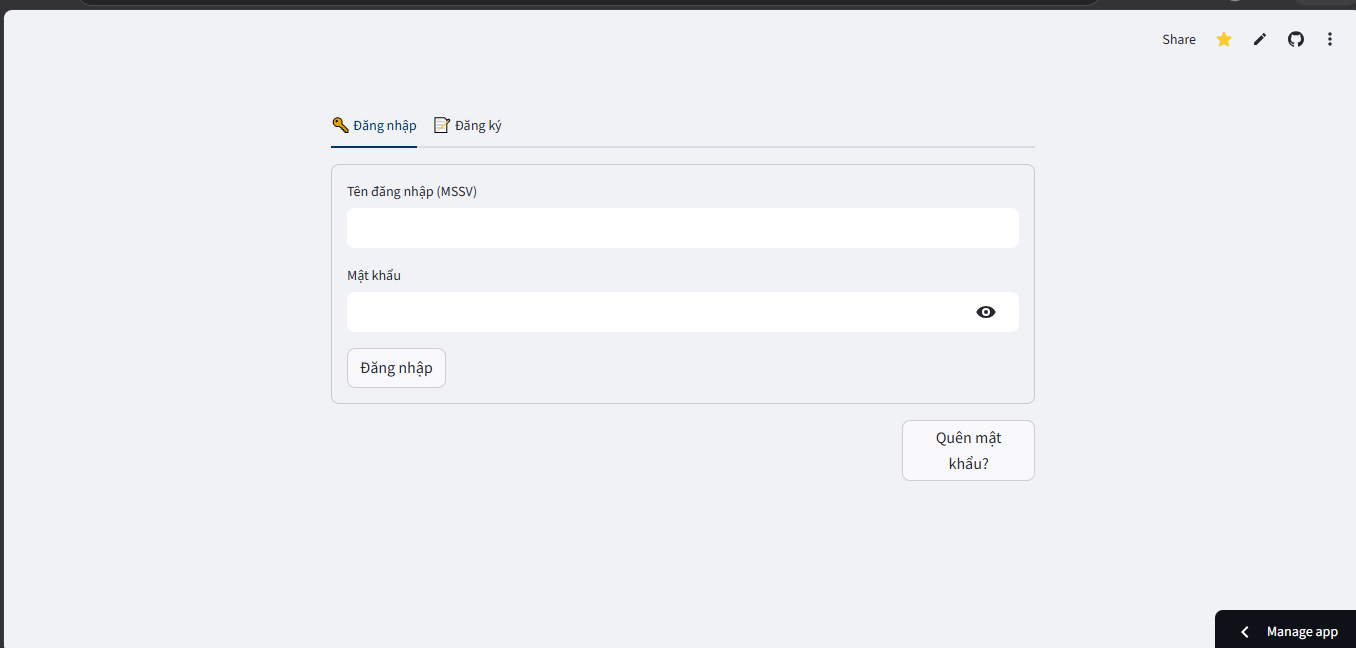 Share
Đăng nhập
Đăng ký
Tên đăng nhập (MSSV)
Mật khẩu
Đăng nhập
Quên mật
khẩu?
Manage app